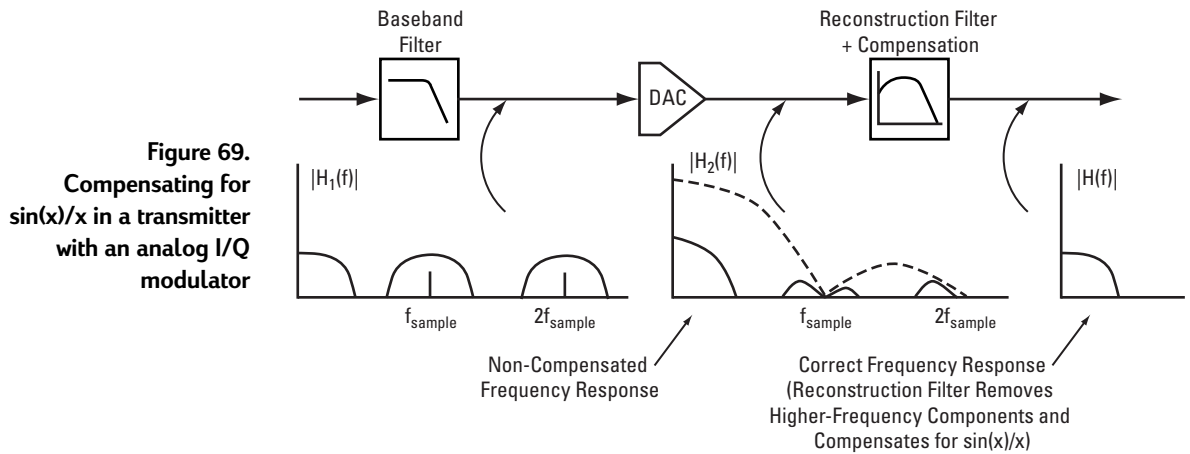 Baseband
Filter
Reconstruction Filter
+ Compensation
DAC
Figure 69.
Compensating for
sin(x)/x in a transmitter
with an analog I/Q
modulator
|H1(f)|
fsample
2fsample
|H2(f)|
fsample
2fsample
|H(f)|
Non-Compensated
Frequency Response
Correct Frequency Response
(Reconstruction Filter Removes
Higher-Frequency Components and
Compensates for sin(x)/x)